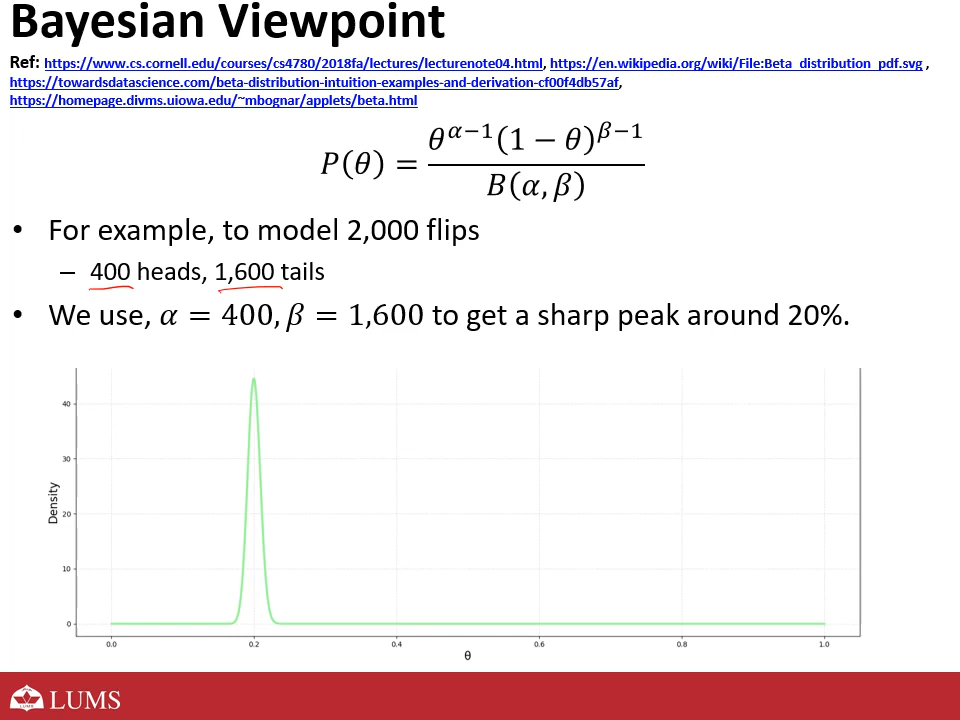 Bayesian Viewpoint
Ref: https://www.cs.cornell.edu/courses/cs4780/2018fa/lectures/lecturenote04.html, https://en.wikipedia.org/wiki/File:Beta_distribution_pdf.svg ,
https://towardsdatascience.com/beta-distribution-intuition-examples-and-derivation-cf00f4db57af,
https://homepage.divms.uiowa.edu/~mbognar/applets/beta.html
P(θ) = θ^{α−1}(1 − θ)^{β−1} / B(α, β)
• For example, to model 2,000 flips
– 400 heads, 1,600 tails
• We use, α = 400, β = 1,600 to get a sharp peak around 20%.
40
30
Density
20
10
0
0.0 0.2 0.4 0.6 0.8 1.0
θ
LUMS
LUMS